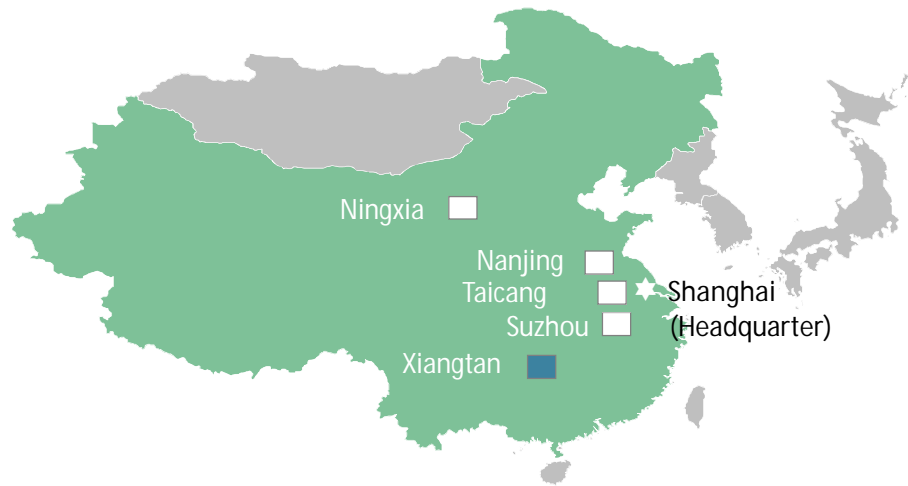 Ningxia
Nanjing
Taicang
Shanghai
Suzhou
(Headquarter)
Xiangtan